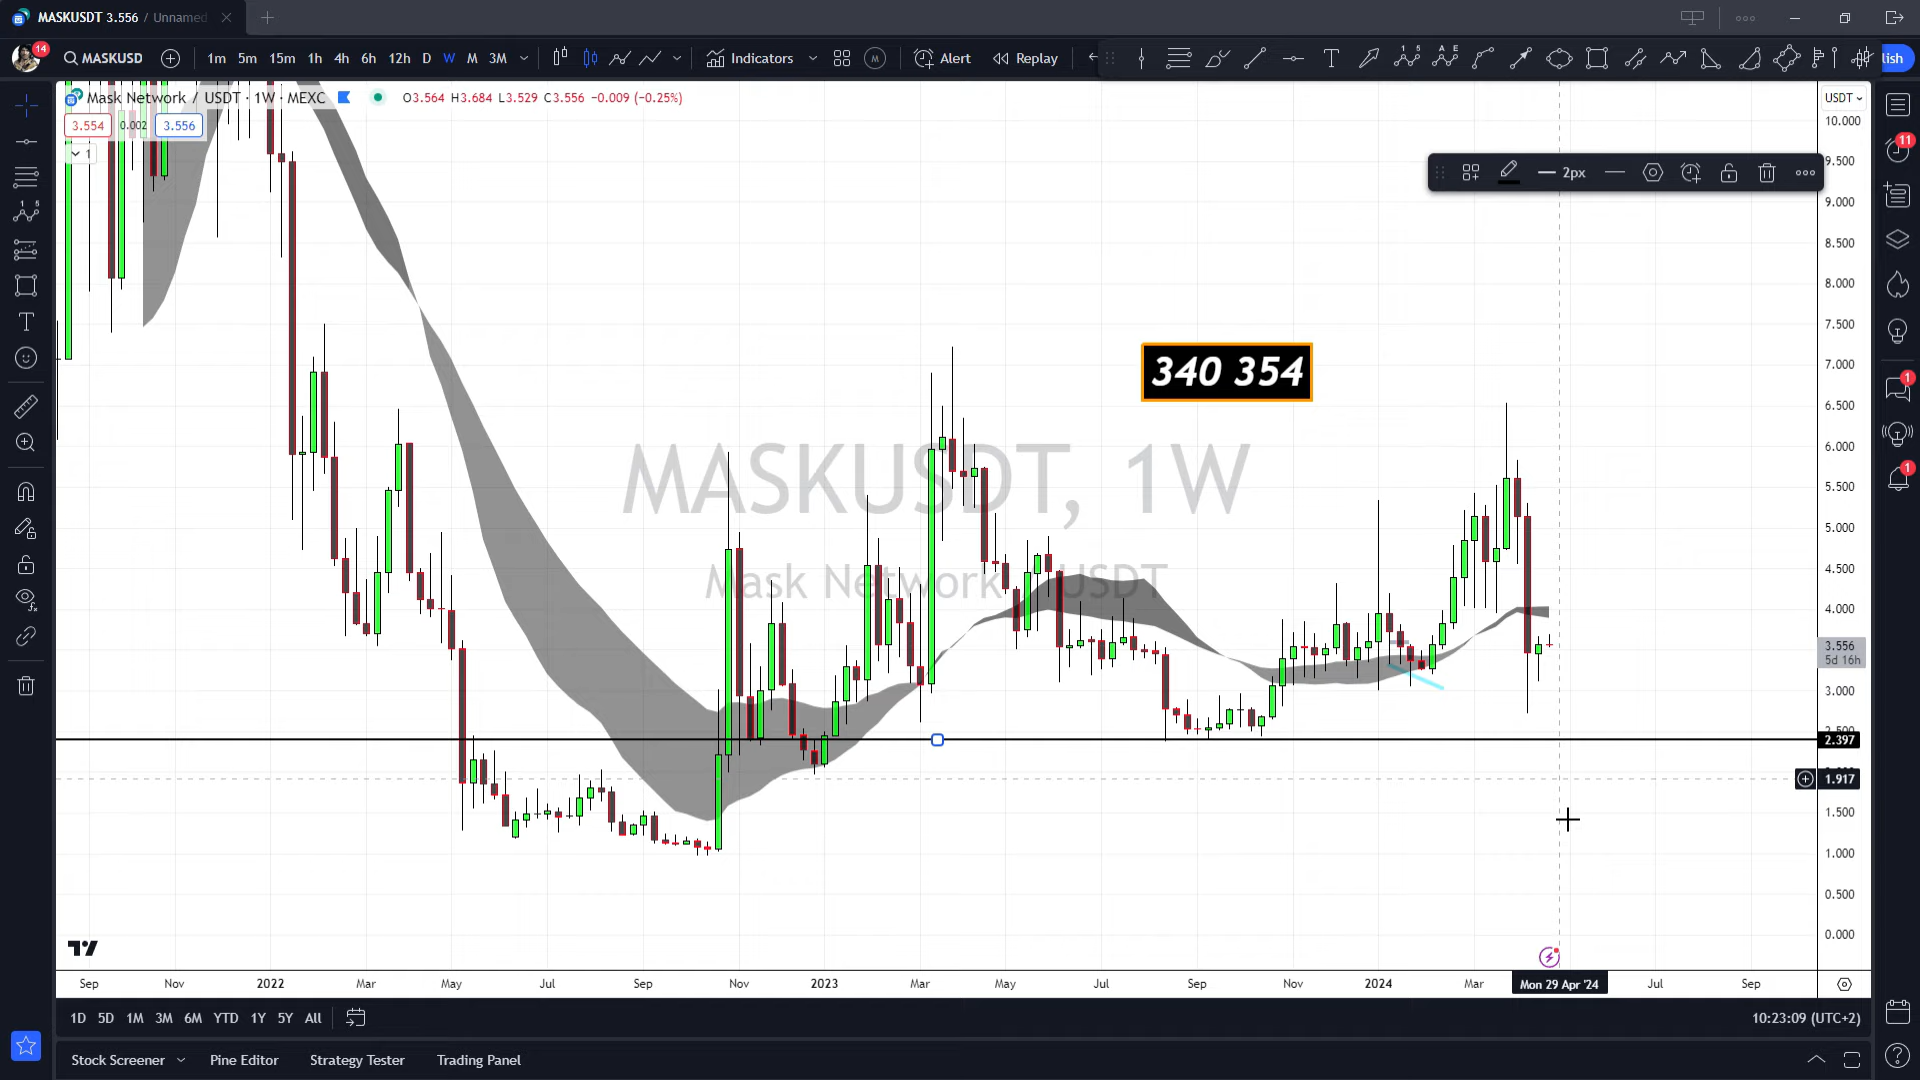 MASKUSDT 3.556 / Unnamed
14 MASKUSD 1m 5m 15m 1h 4h 6h 12h D W M 3M Indicators M Alert Replay lish
Mask Network / USDT · 1W · MEXC O3.564 H3.684 L3.529 C3.556 −0.009 (−0.25%)
USDT
3.554 0.002 3.556
1
2px
10.000
9.500
9.000
8.500
8.000
7.500
7.000
6.500
6.000
5.500
5.000
4.500
4.000
3.556
5d 16h
3.000
2.397
1.917
1.500
1.000
0.500
0.000
340 354
MASKUSDT, 1W
Mask Network / USDT
11
1
1
Sep Nov 2022 Mar May Jul Sep Nov 2023 Mar May Jul Sep Nov 2024 Mar Mon 29 Apr '24 Jul Sep
1D 5D 1M 3M 6M YTD 1Y 5Y All 10:23:09 (UTC+2)
Stock Screener Pine Editor Strategy Tester Trading Panel